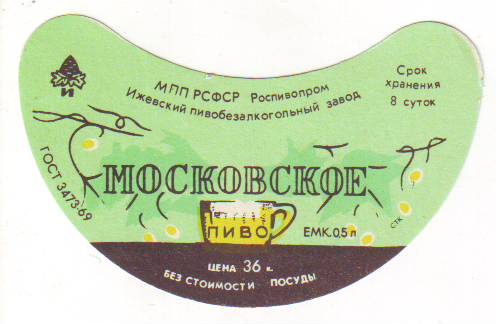 МПП РСФСР Роспивопром
Ижевский пивобезалкогольный завод
Срок
хранения
8 суток
И
ГОСТ 3473-69
МОСКОВСКОЕ
ПИВО
ЕМК.0,5 л
СТК
ЦЕНА 36 к.
БЕЗ СТОИМОСТИ ПОСУДЫ